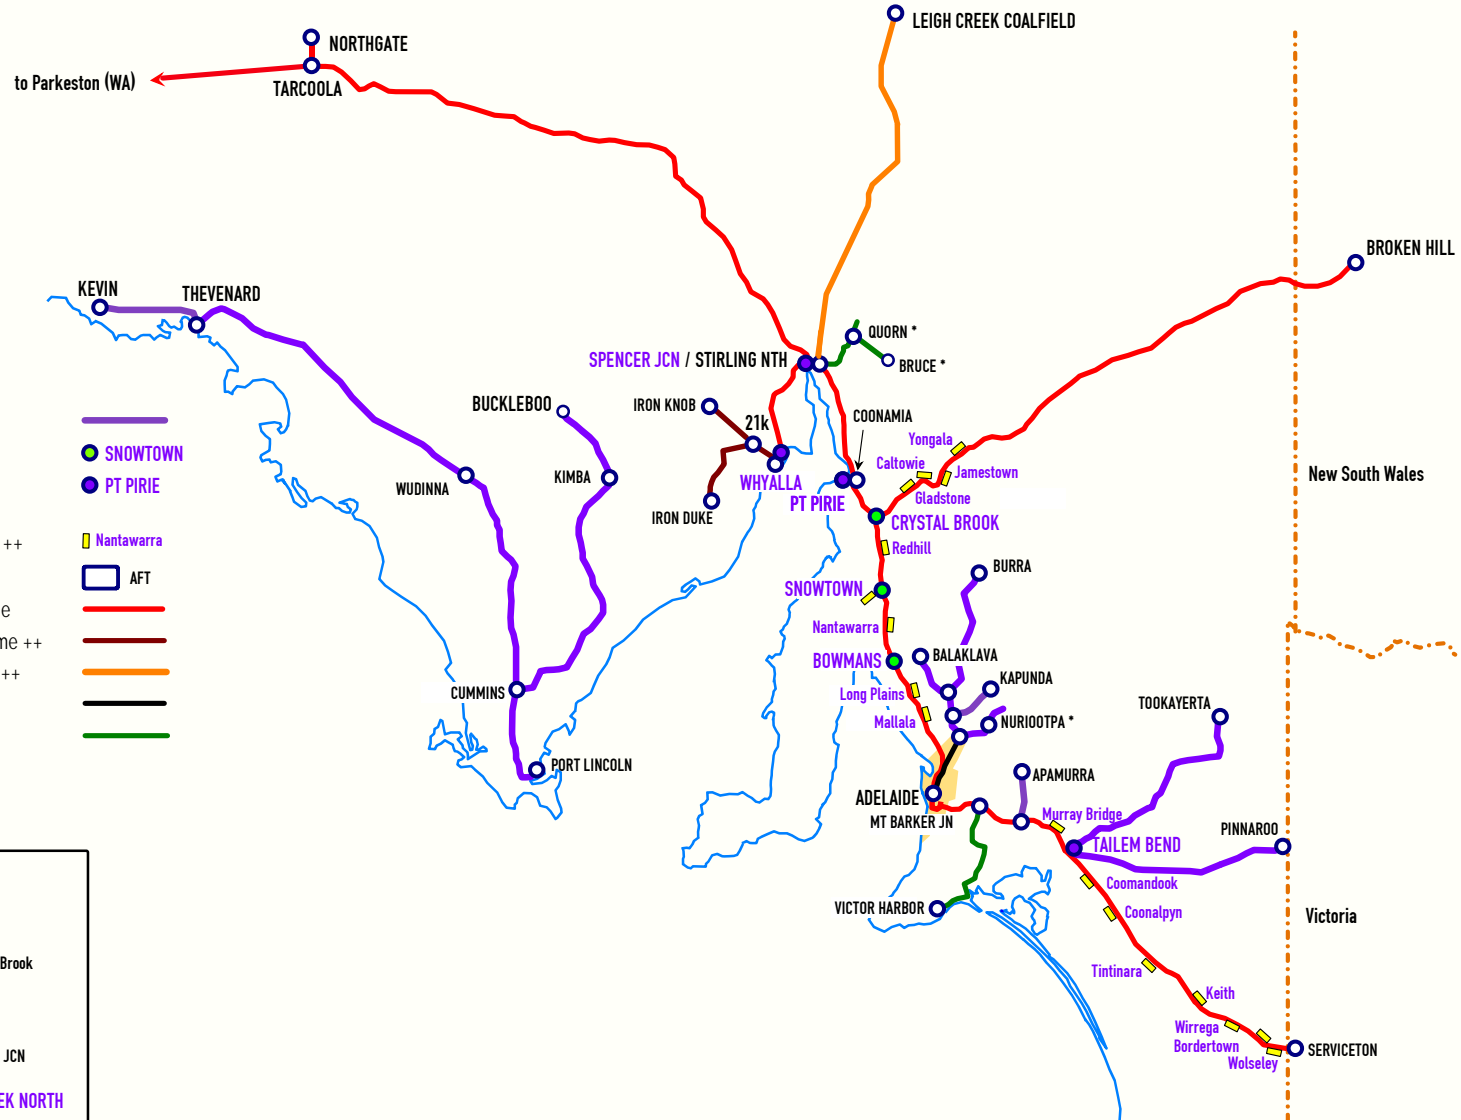 LEIGH CREEK COALFIELD
NORTHGATE
to Parkeston (WA)
TARCOOLA
BROKEN HILL
KEVIN
THEVENARD
QUORN *
SPENCER JCN / STIRLING NTH
BRUCE *
BUCKLEBOO
IRON KNOB
21k
COONAMIA
Yongala
SNOWTOWN
Caltowie
Jamestown
New South Wales
WUDINNA
KIMBA
WHYALLA
PT PIRIE
PT PIRIE
Gladstone
IRON DUKE
CRYSTAL BROOK
++
Nantawarra
Redhill
AFT
BURRA
SNOWTOWN
e
me ++
Nantawarra
BALAKLAVA
BOWMANS
++
KAPUNDA
CUMMINS
Long Plains
TOOKAYERTA
Mallala
NURIOOTPA *
PORT LINCOLN
APAMURRA
ADELAIDE
MT BARKER JN
Murray Bridge
PINNAROO
TAILEM BEND
Coomandook
VICTOR HARBOR
Coonalpyn
Victoria
Brook
Tintinara
Keith
Wirrega
Bordertown
SERVICETON
JCN
Wolseley
EK NORTH